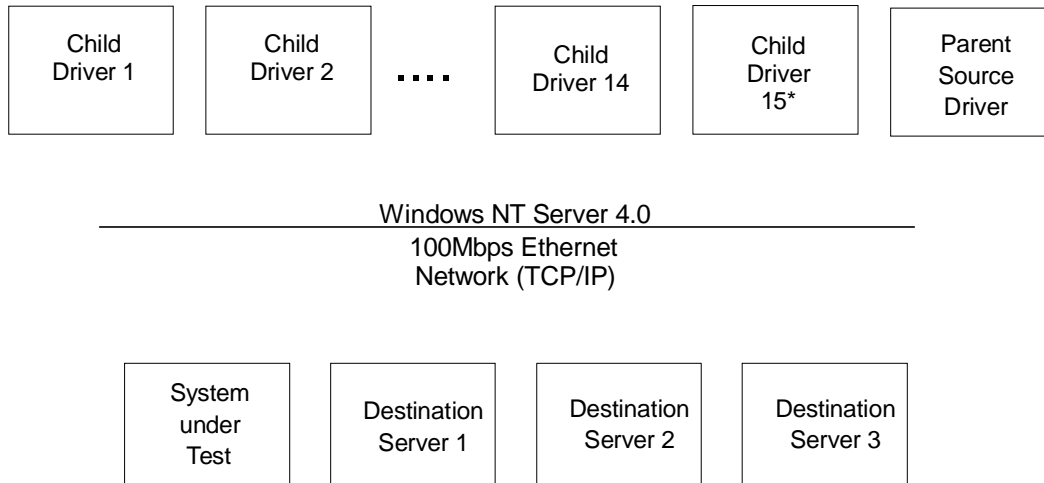 Child
Driver 1
Child
Driver 2
....
Child
Driver 14
Child
Driver
15*
Parent
Source
Driver
Windows NT Server 4.0
100Mbps Ethernet
Network (TCP/IP)
System
under
Test
Destination
Server 1
Destination
Server 2
Destination
Server 3